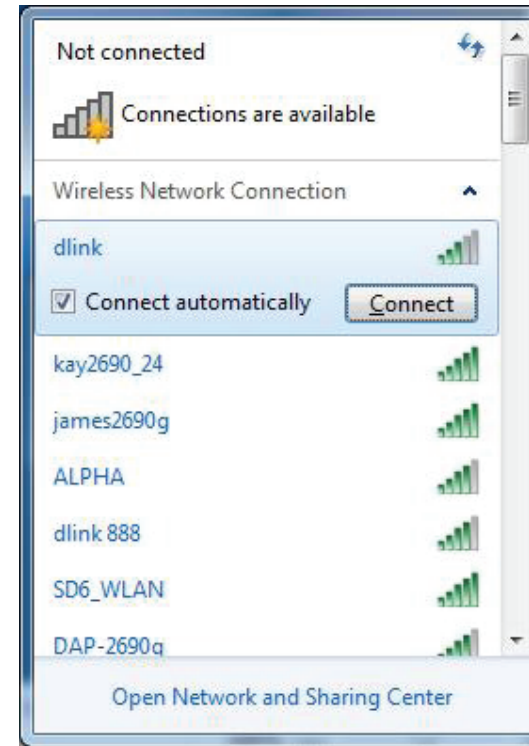 Not connected
Connections are available
Wireless Network Connection
dlink
Connect automatically Connect
kay2690_24
james2690g
ALPHA
dlink 888
SD6_WLAN
DAP-2690g
Open Network and Sharing Center